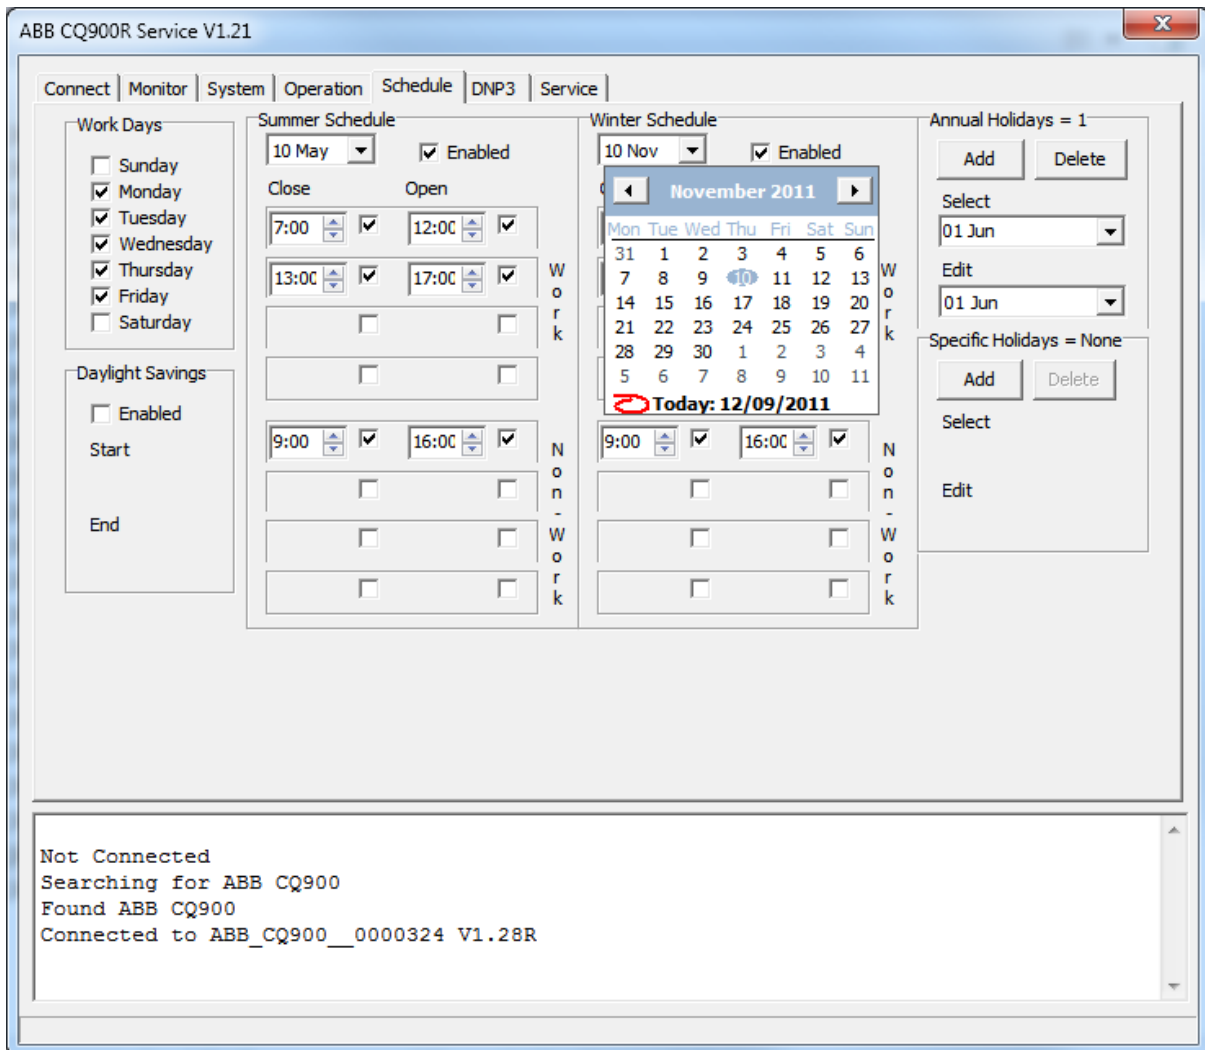 ABB CQ900R Service V1.21
Connect Monitor System Operation Schedule DNP3 Service
Work Days
Sunday
Monday
Tuesday
Wednesday
Thursday
Friday
Saturday
Daylight Savings
Enabled
Start
End
Summer Schedule
10 May Enabled
Close Open
7:00 12:00
13:00 17:00
Work
9:00 16:00
Non-Work
Winter Schedule
10 Nov Enabled
November 2011
Mon Tue Wed Thu Fri Sat Sun
31 1 2 3 4 5 6
7 8 9 10 11 12 13
14 15 16 17 18 19 20
21 22 23 24 25 26 27
28 29 30 1 2 3 4
5 6 7 8 9 10 11
Today: 12/09/2011
Work
9:00 16:00
Non-Work
Annual Holidays = 1
Add Delete
Select
01 Jun
Edit
01 Jun
Specific Holidays = None
Add Delete
Select
Edit
Not Connected
Searching for ABB CQ900
Found ABB CQ900
Connected to ABB_CQ900__0000324 V1.28R